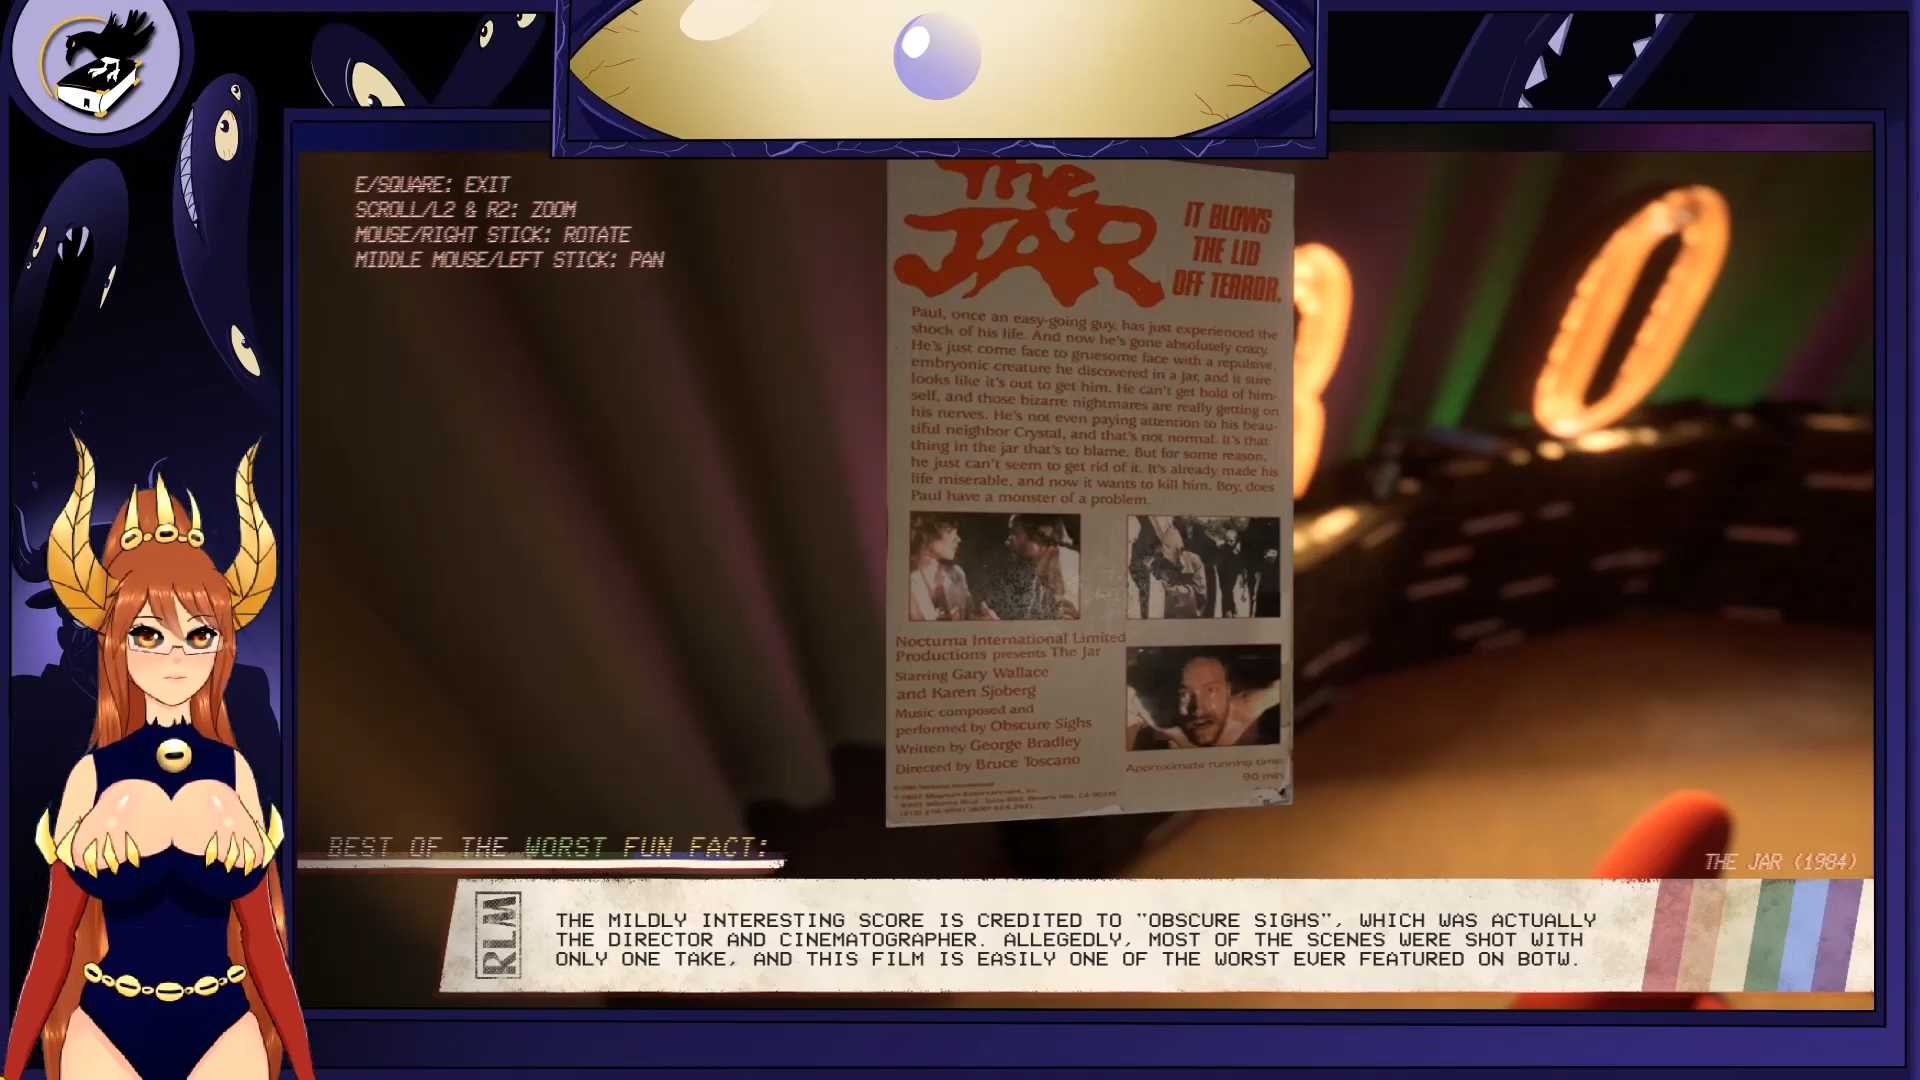 E/SQUARE: EXIT
SCROLL/L2 & R2: ZOOM
MOUSE/RIGHT STICK: ROTATE
MIDDLE MOUSE/LEFT STICK: PAN
The
JAR
IT BLOWS
THE LID
OFF TERROR.
Paul, once an easy-going guy, has just experienced the
shock of his life. And now he's gone absolutely crazy.
He's just come face to gruesome face with a repulsive,
embryonic creature he discovered in a jar, and it sure
looks like it's out to get him. He can't get hold of him-
self, and those bizarre nightmares are really getting on
his nerves. He's not even paying attention to his beau-
tiful neighbor Crystal, and that's not normal. It's that
thing in the jar that's to blame. But for some reason,
he just can't seem to get rid of it. It's already made his
life miserable, and now it wants to kill him. Boy, does
Paul have a monster of a problem.
Nocturna International Limited
Productions presents The Jar
Starring Gary Wallace
and Karen Sjoberg
Music composed and
performed by Obscure Sighs
Written by George Bradley
Directed by Bruce Toscano
Approximate running time:
90 min.
8 0
BEST OF THE WORST FUN FACT:
THE JAR (1984)
RLM
THE MILDLY INTERESTING SCORE IS CREDITED TO "OBSCURE SIGHS", WHICH WAS ACTUALLY
THE DIRECTOR AND CINEMATOGRAPHER. ALLEGEDLY, MOST OF THE SCENES WERE SHOT WITH
ONLY ONE TAKE, AND THIS FILM IS EASILY ONE OF THE WORST EVER FEATURED ON BOTW.